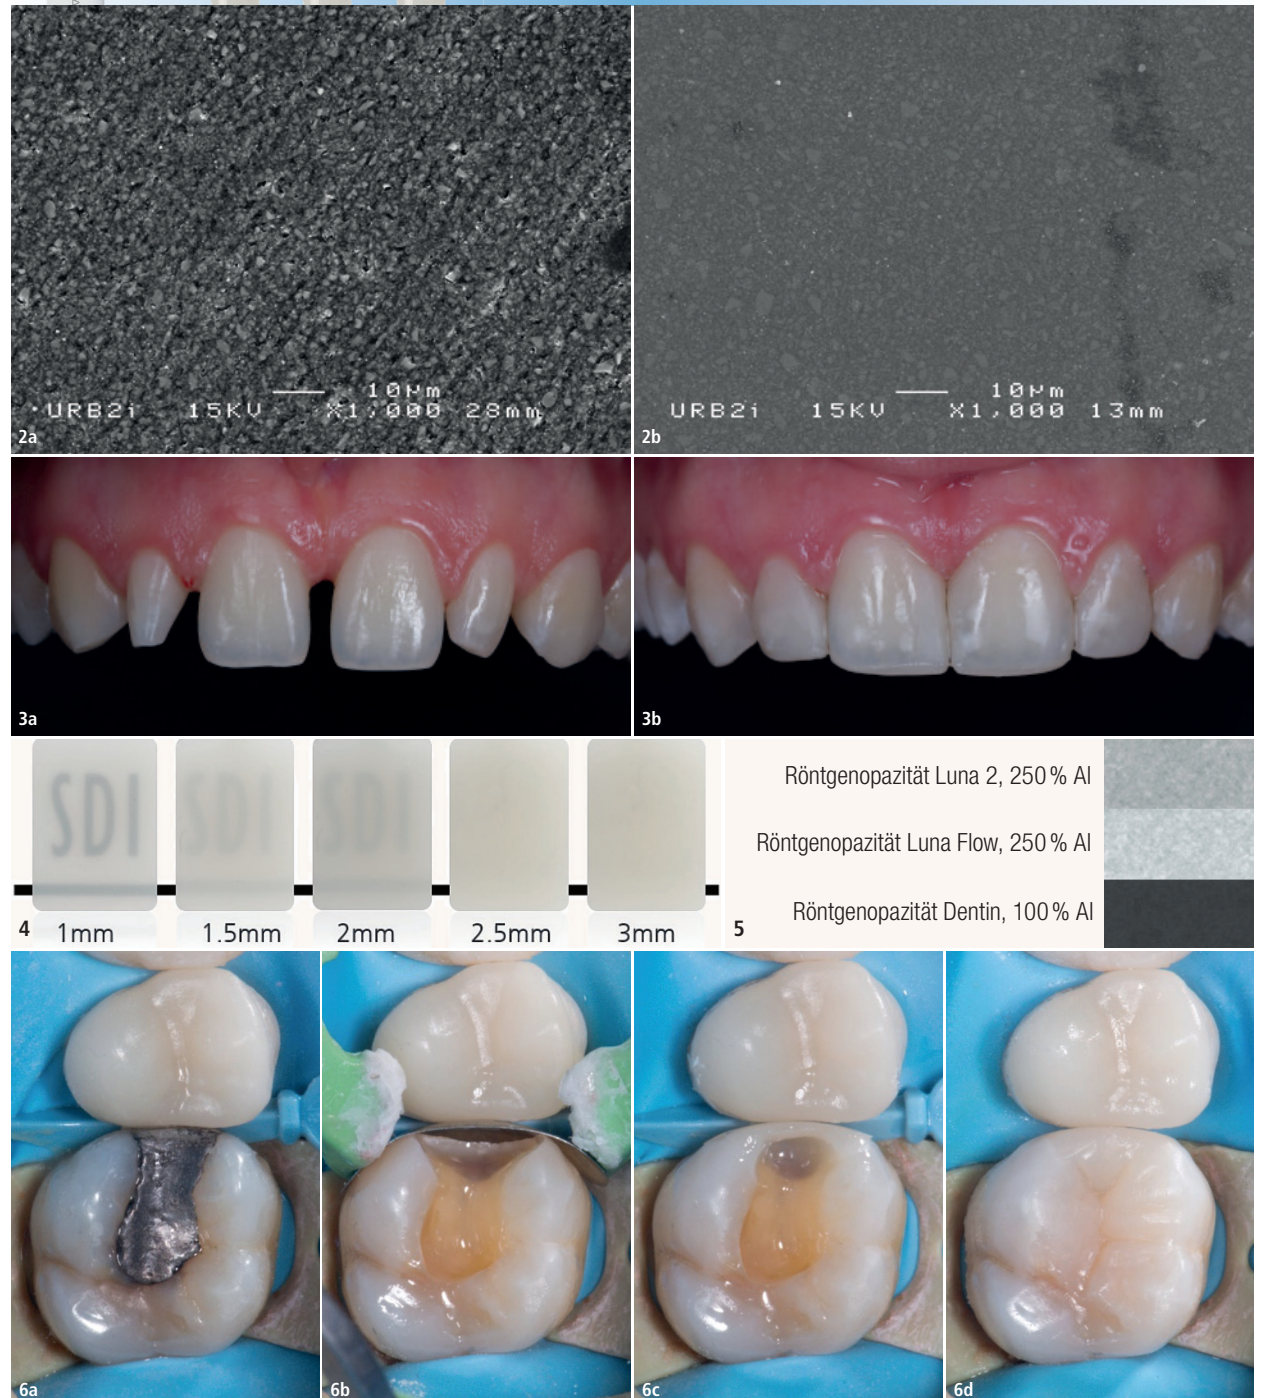 10µm
URB2i 15KV X1,000 28mm
2a
10µm
URB2i 15KV X1,000 13mm
2b
3a
3b
SDI
SDI
SDI
4
1mm
1.5mm
2mm
2.5mm
3mm
Röntgenopazität Luna 2, 250 % Al
Röntgenopazität Luna Flow, 250 % Al
Röntgenopazität Dentin, 100 % Al
5
6a
6b
6c
6d